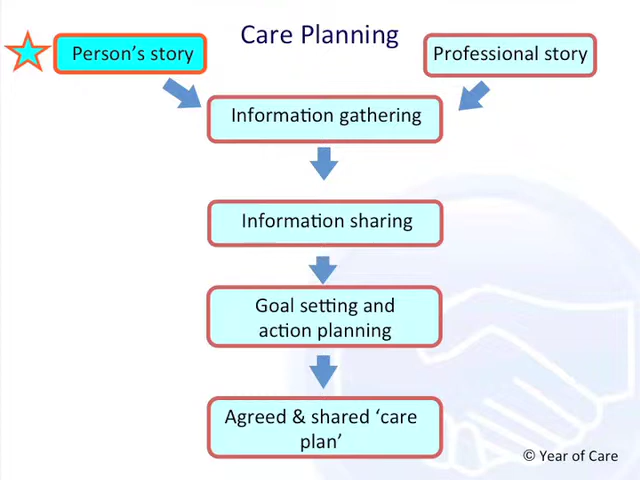 Care Planning
Person's story
Professional story
Information gathering
Information sharing
Goal setting and
action planning
Agreed & shared ‘care
plan’
© Year of Care